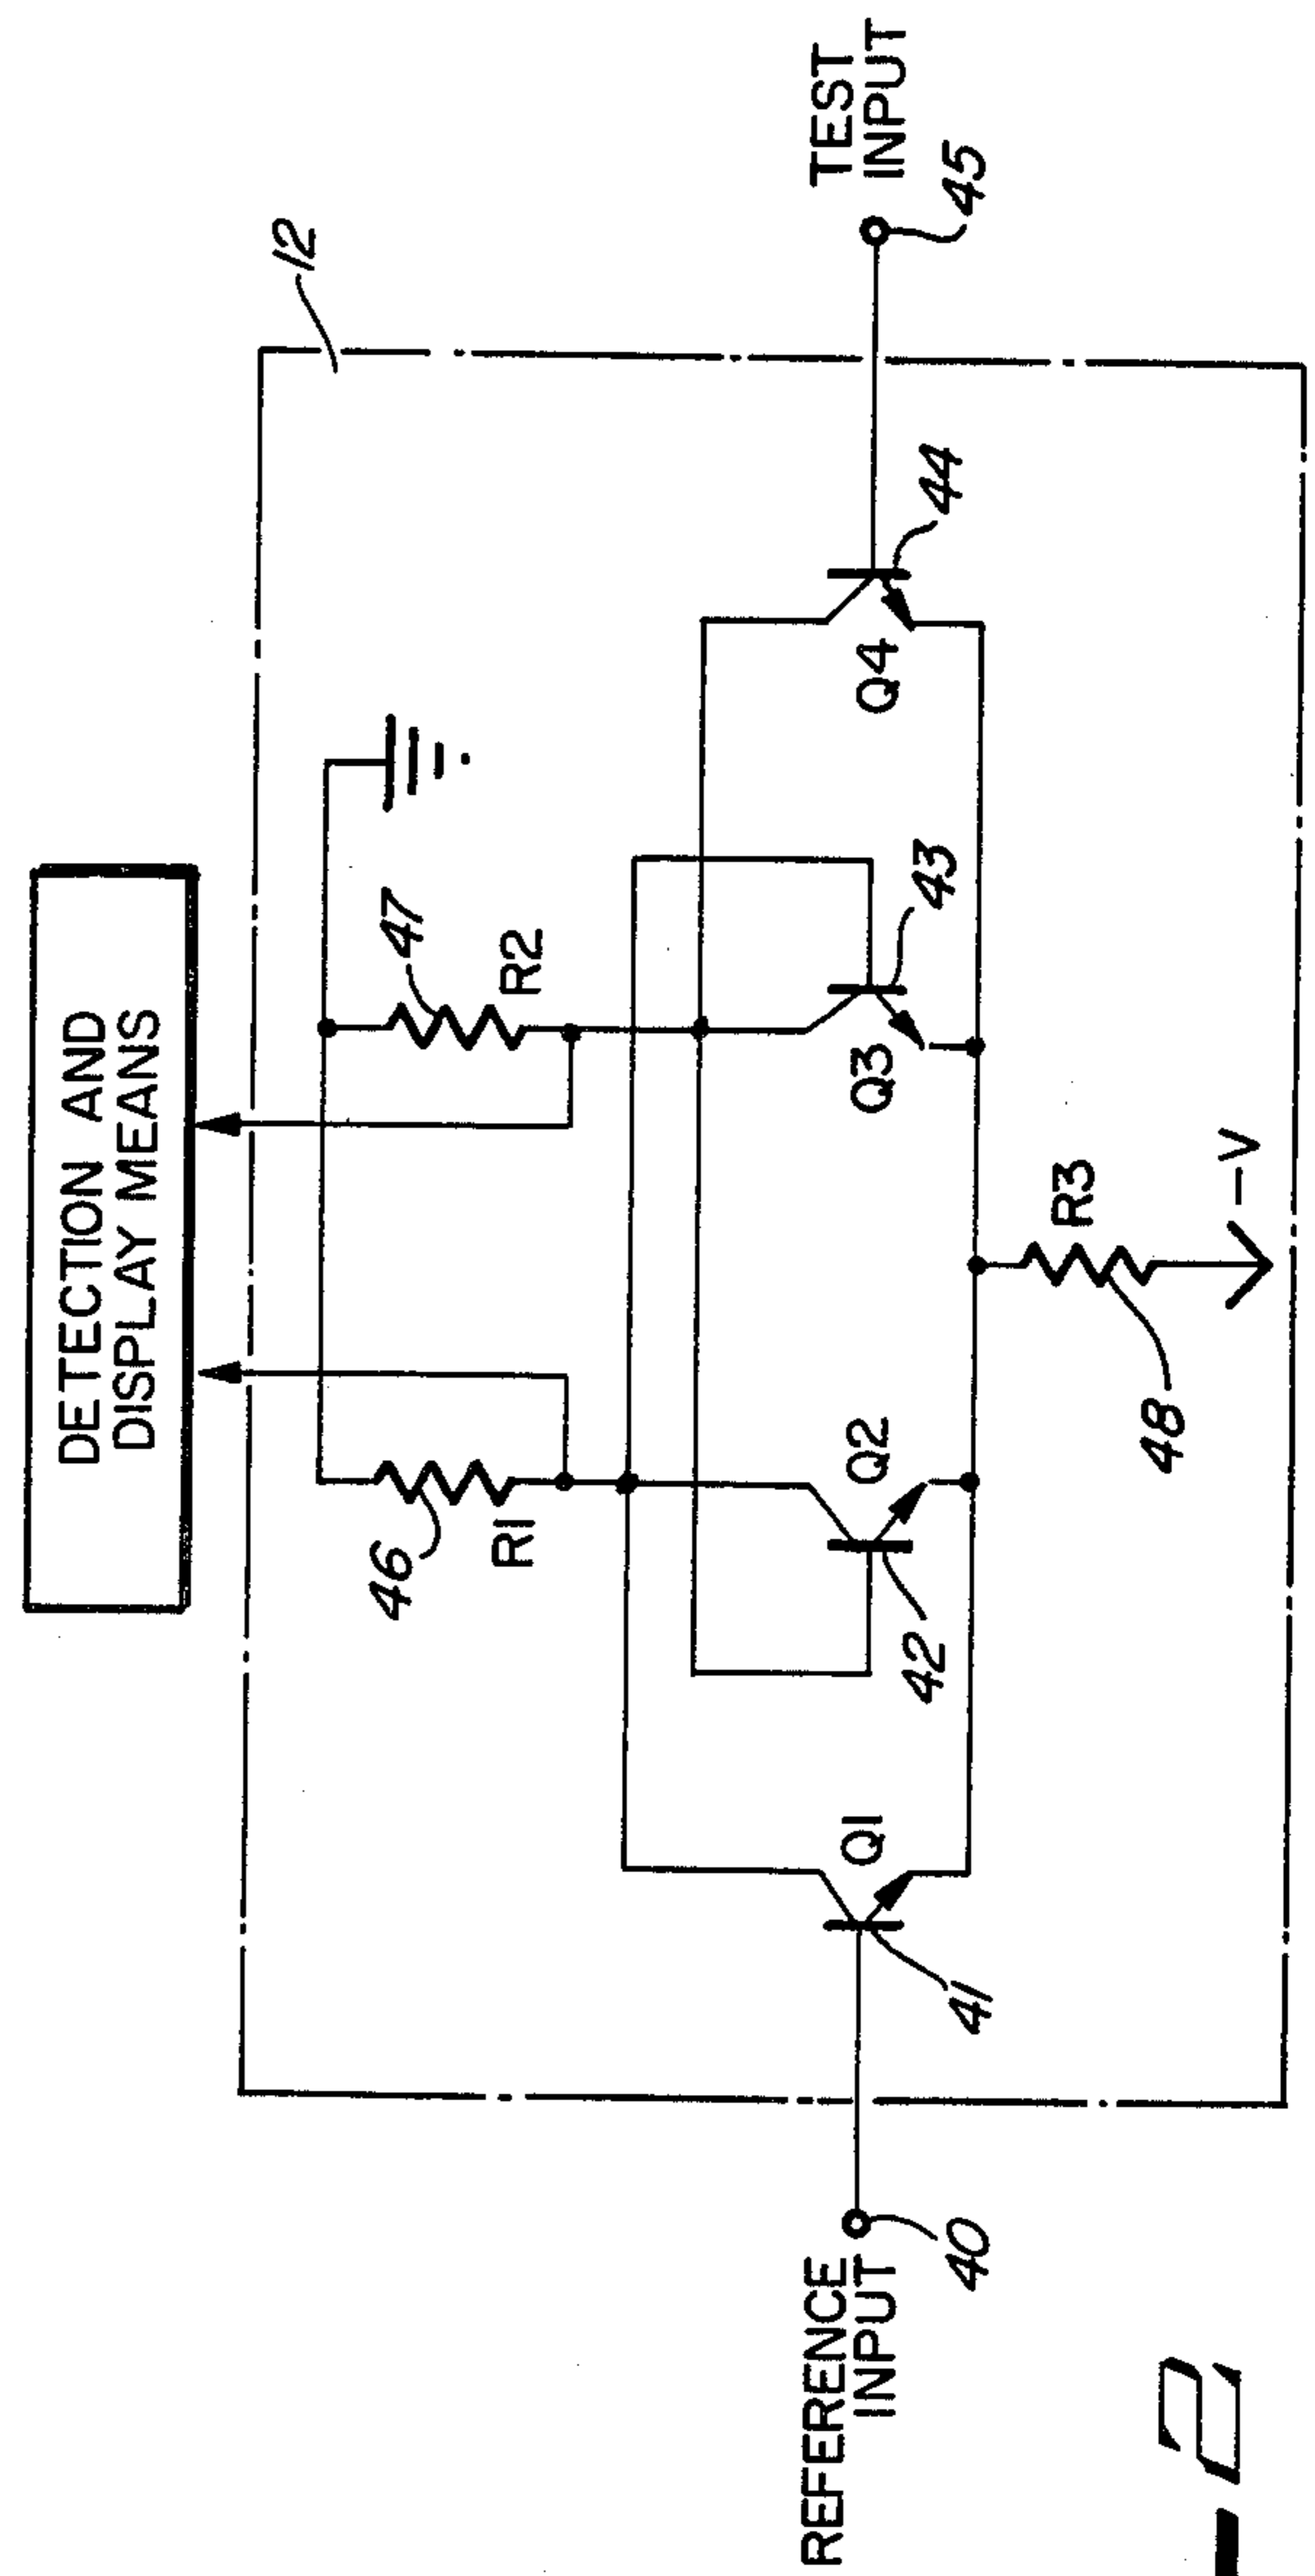 DETECTION AND
DISPLAY MEANS
12
46
R1
47
R2
REFERENCE
INPUT
40
Q1
41
Q2
42
Q3
43
Q4
44
TEST
INPUT
45
R3
48
-V
-2